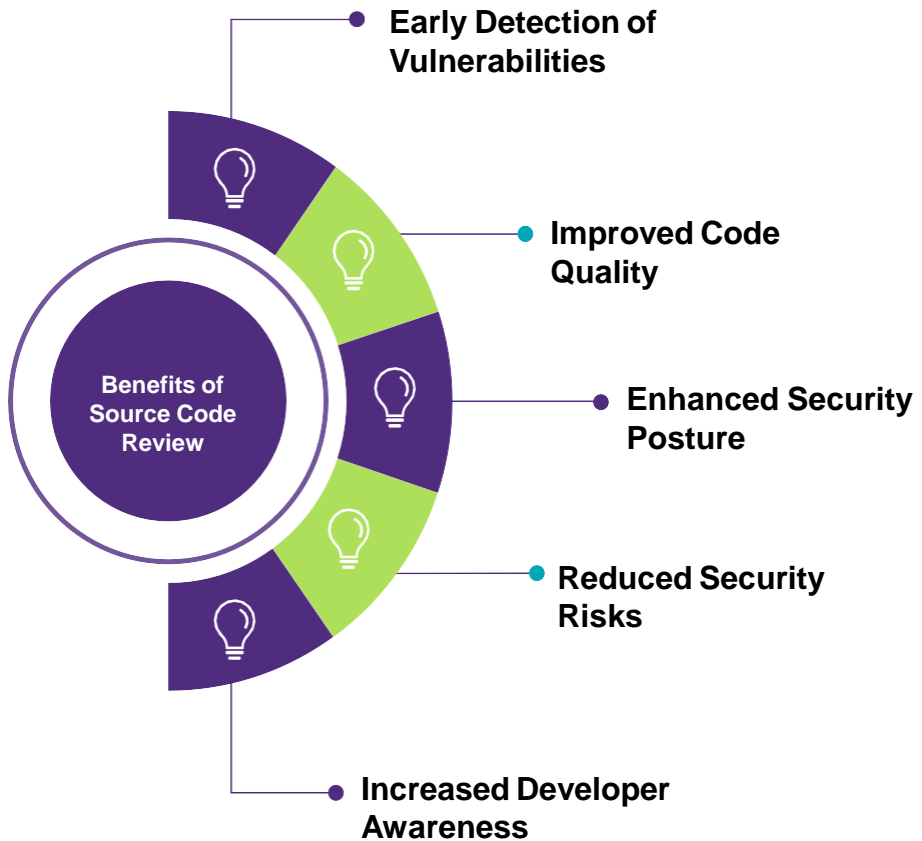 Early Detection of
Vulnerabilities
Improved Code
Quality
Benefits of
Source Code
Review
Enhanced Security
Posture
Reduced Security
Risks
Increased Developer
Awareness